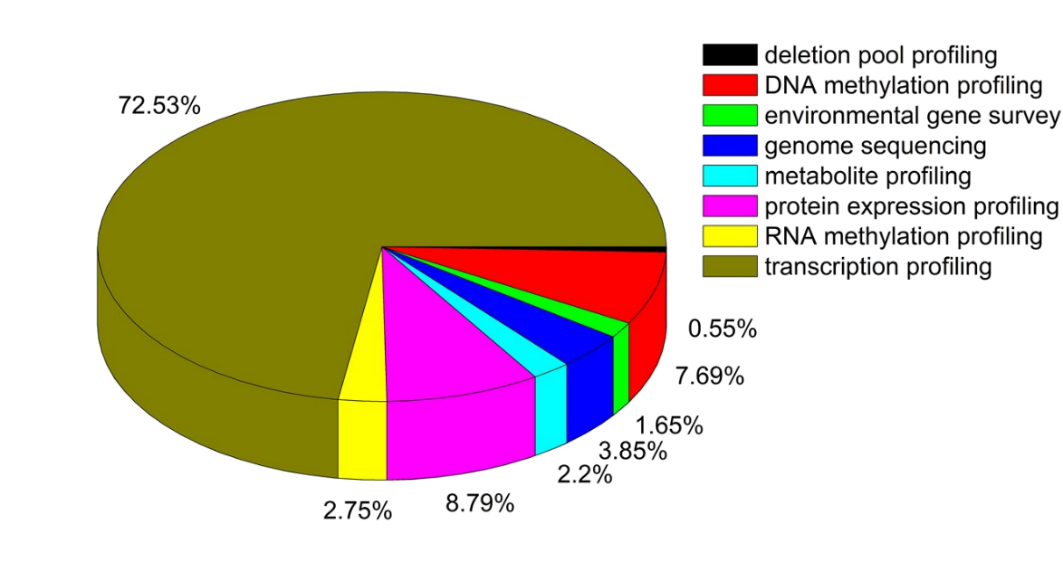 deletion pool profiling
DNA methylation profiling
environmental gene survey
genome sequencing
metabolite profiling
protein expression profiling
RNA methylation profiling
transcription profiling
72.53%
0.55%
7.69%
1.65%
3.85%
2.2%
8.79%
2.75%